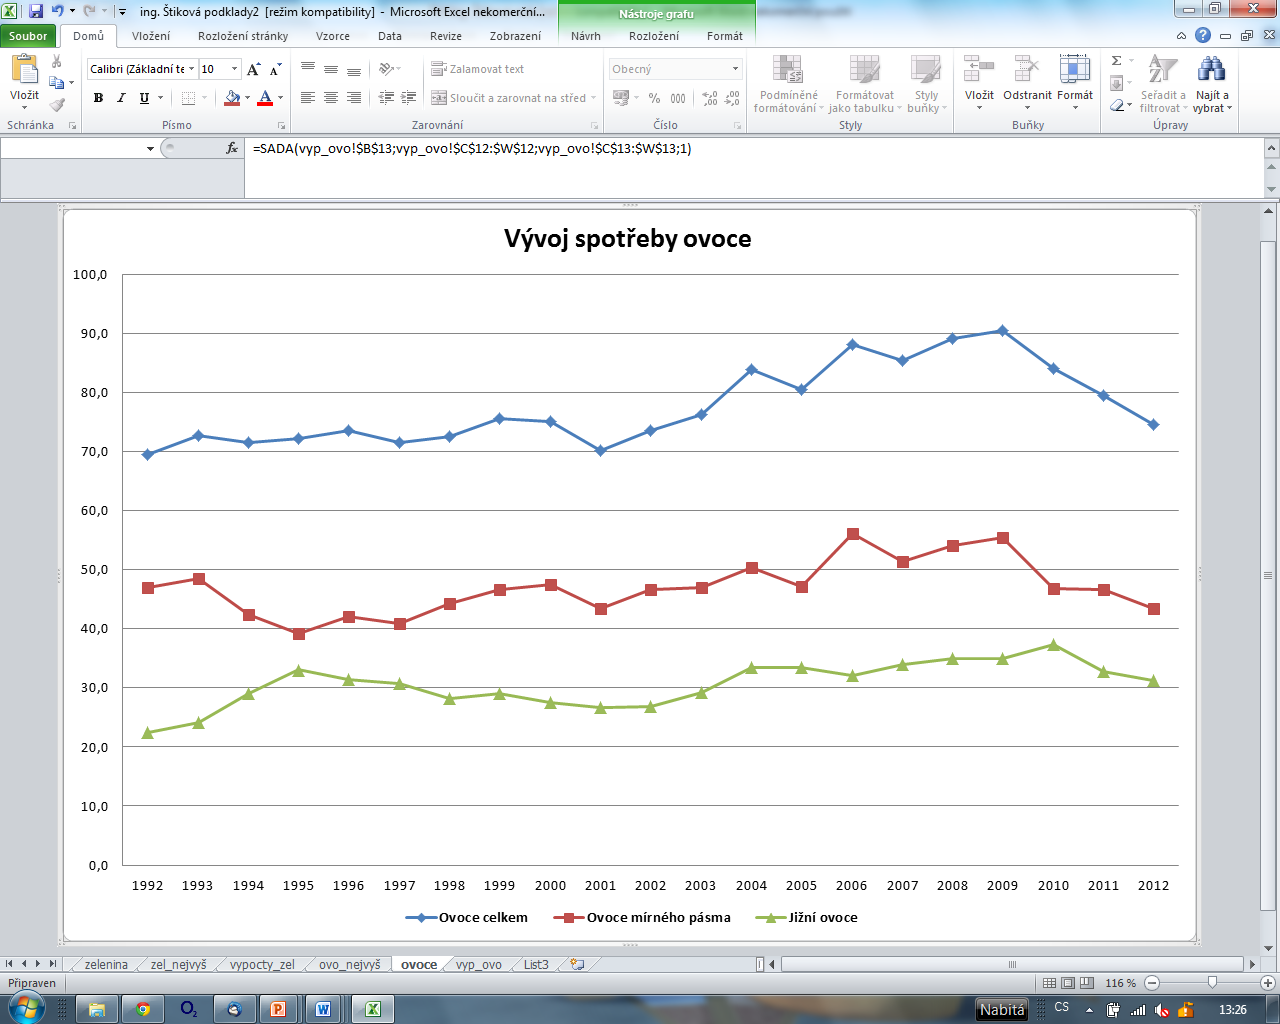 ing. Štiková podklady2 [režim kompatibility] - Microsoft Excel nekomerční...
Nástroje grafu
Soubor Domů Vložení Rozložení stránky Vzorce Data Revize Zobrazení Návrh Rozložení Formát
Vložit
Calibri (Základní te 10
B I U
Zalamovat text
Sloučit a zarovnat na střed
Obecný
% 000
Podmíněné formátování
Formátovat jako tabulku
Styly buňky
Vložit Odstranit Formát
Seřadit a filtrovat
Najít a vybrat
Schránka Písmo Zarovnání Číslo Styly Buňky Úpravy
fx =SADA(vyp_ovo!$B$13;vyp_ovo!$C$12:$W$12;vyp_ovo!$C$13:$W$13;1)
Vývoj spotřeby ovoce
100,0
90,0
80,0
70,0
60,0
50,0
40,0
30,0
20,0
10,0
0,0
1992 1993 1994 1995 1996 1997 1998 1999 2000 2001 2002 2003 2004 2005 2006 2007 2008 2009 2010 2011 2012
Ovoce celkem Ovoce mírného pásma Jižní ovoce
zelenina zel_nejvyš vypocty_zel ovo_nejvyš ovoce vyp_ovo List3
Připraven 116 %
Nabitá CS 13:26